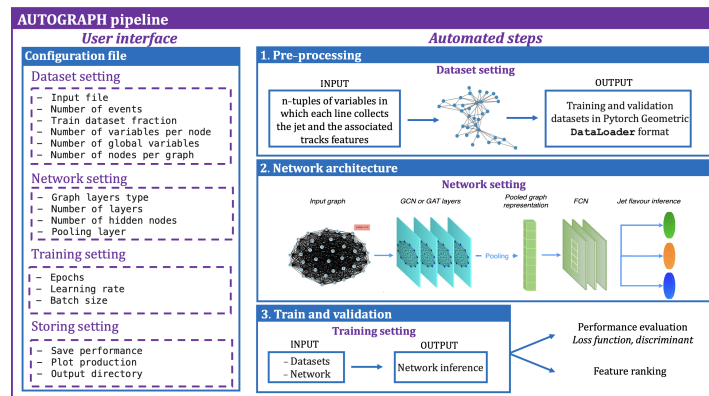 AUTOGRAPH pipeline
User interface
Automated steps
Configuration file
Dataset setting
– Input file
– Number of events
– Train dataset fraction
– Number of variables per node
– Number of global variables
– Number of nodes per graph
Network setting
– Graph layers type
– Number of layers
– Number of hidden nodes
– Pooling layer
Training setting
– Epochs
– Learning rate
– Batch size
Storing setting
– Save performance
– Plot production
– Output directory
1. Pre–processing
Dataset setting
INPUT
n–tuples of variables in
which each line collects
the jet and the associated
tracks features
OUTPUT
Training and validation
datasets in Pytorch Geometric
DataLoader format
2. Network architecture
Network setting
Input graph
GCN or GAT layers
Pooling
Pooled graph
representation
FCN
Jet flavour inference
3. Train and validation
Training setting
INPUT
– Datasets
– Network
OUTPUT
Network inference
Performance evaluation
Loss function, discriminant
Feature ranking